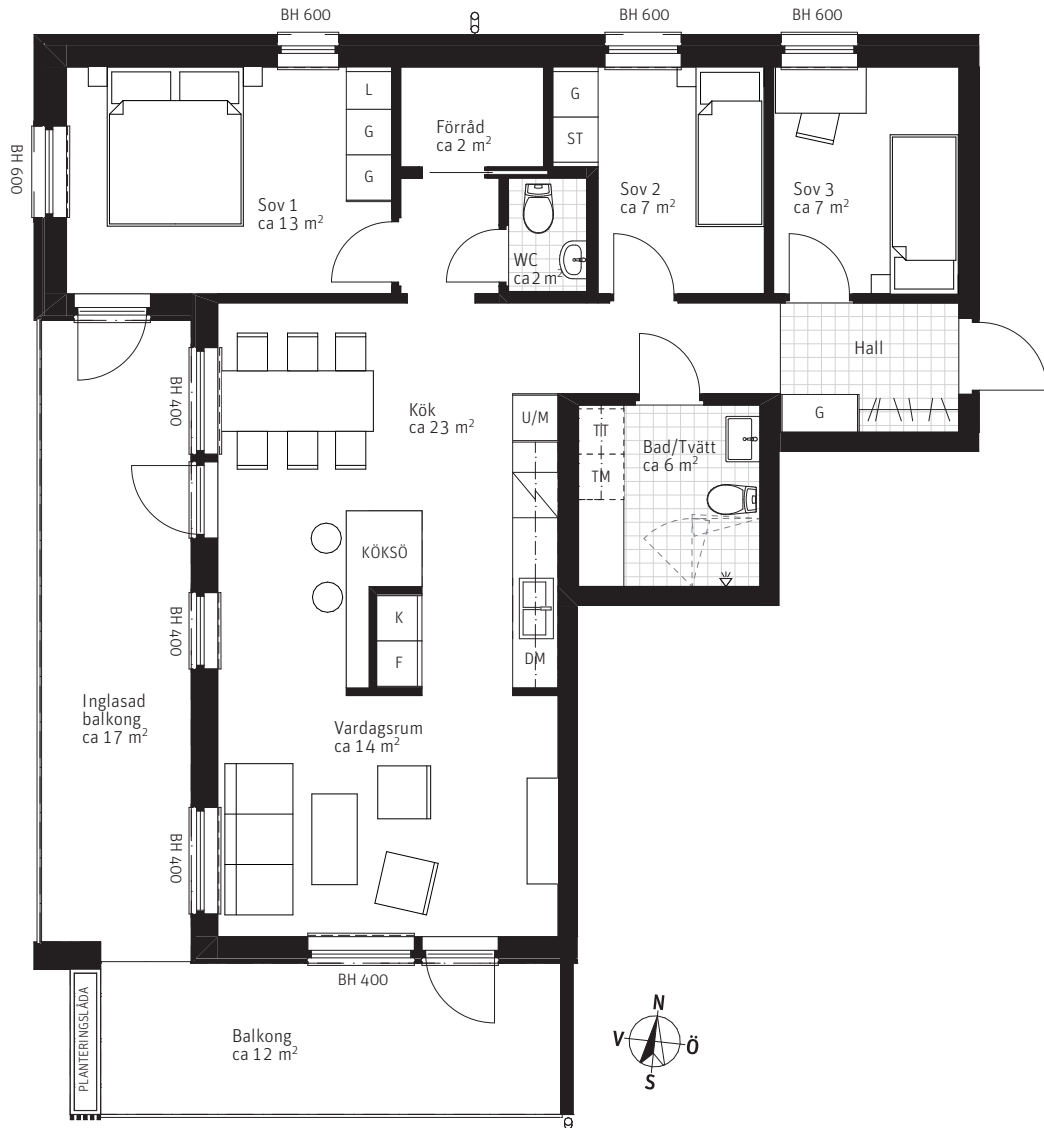 BH 600
BH 600
BH 600
L
G
G
Förråd
ca 2 m²
G
ST
BH 600
Sov 1
ca 13 m²
Sov 2
ca 7 m²
Sov 3
ca 7 m²
WC
ca2 m²
Hall
BH 400
Kök
ca 23 m²
U/M
TT
TM
Bad/Tvätt
ca 6 m²
G
KÖKSÖ
K
F
DM
BH 400
Inglasad
balkong
ca 17 m²
Vardagsrum
ca 14 m²
BH 400
BH 400
PLANTERINGSLÅDA
Balkong
ca 12 m²
N
V
Ö
S